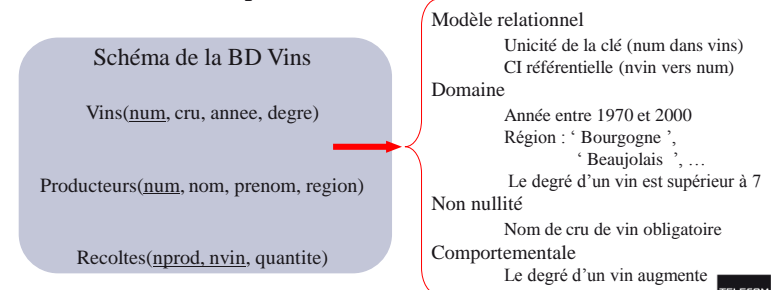 Schéma de la BD Vins
Vins(num, cru, annee, degre)
Producteurs(num, nom, prenom, region)
Recoltes(nprod, nvin, quantite)
Modèle relationnel
Unicité de la clé (num dans vins)
CI référentielle (nvin vers num)
Domaine
Année entre 1970 et 2000
Région : ‘ Bourgogne ’,
‘ Beaujolais ’, …
Le degré d’un vin est supérieur à 7
Non nullité
Nom de cru de vin obligatoire
Comportementale
Le degré d’un vin augmente